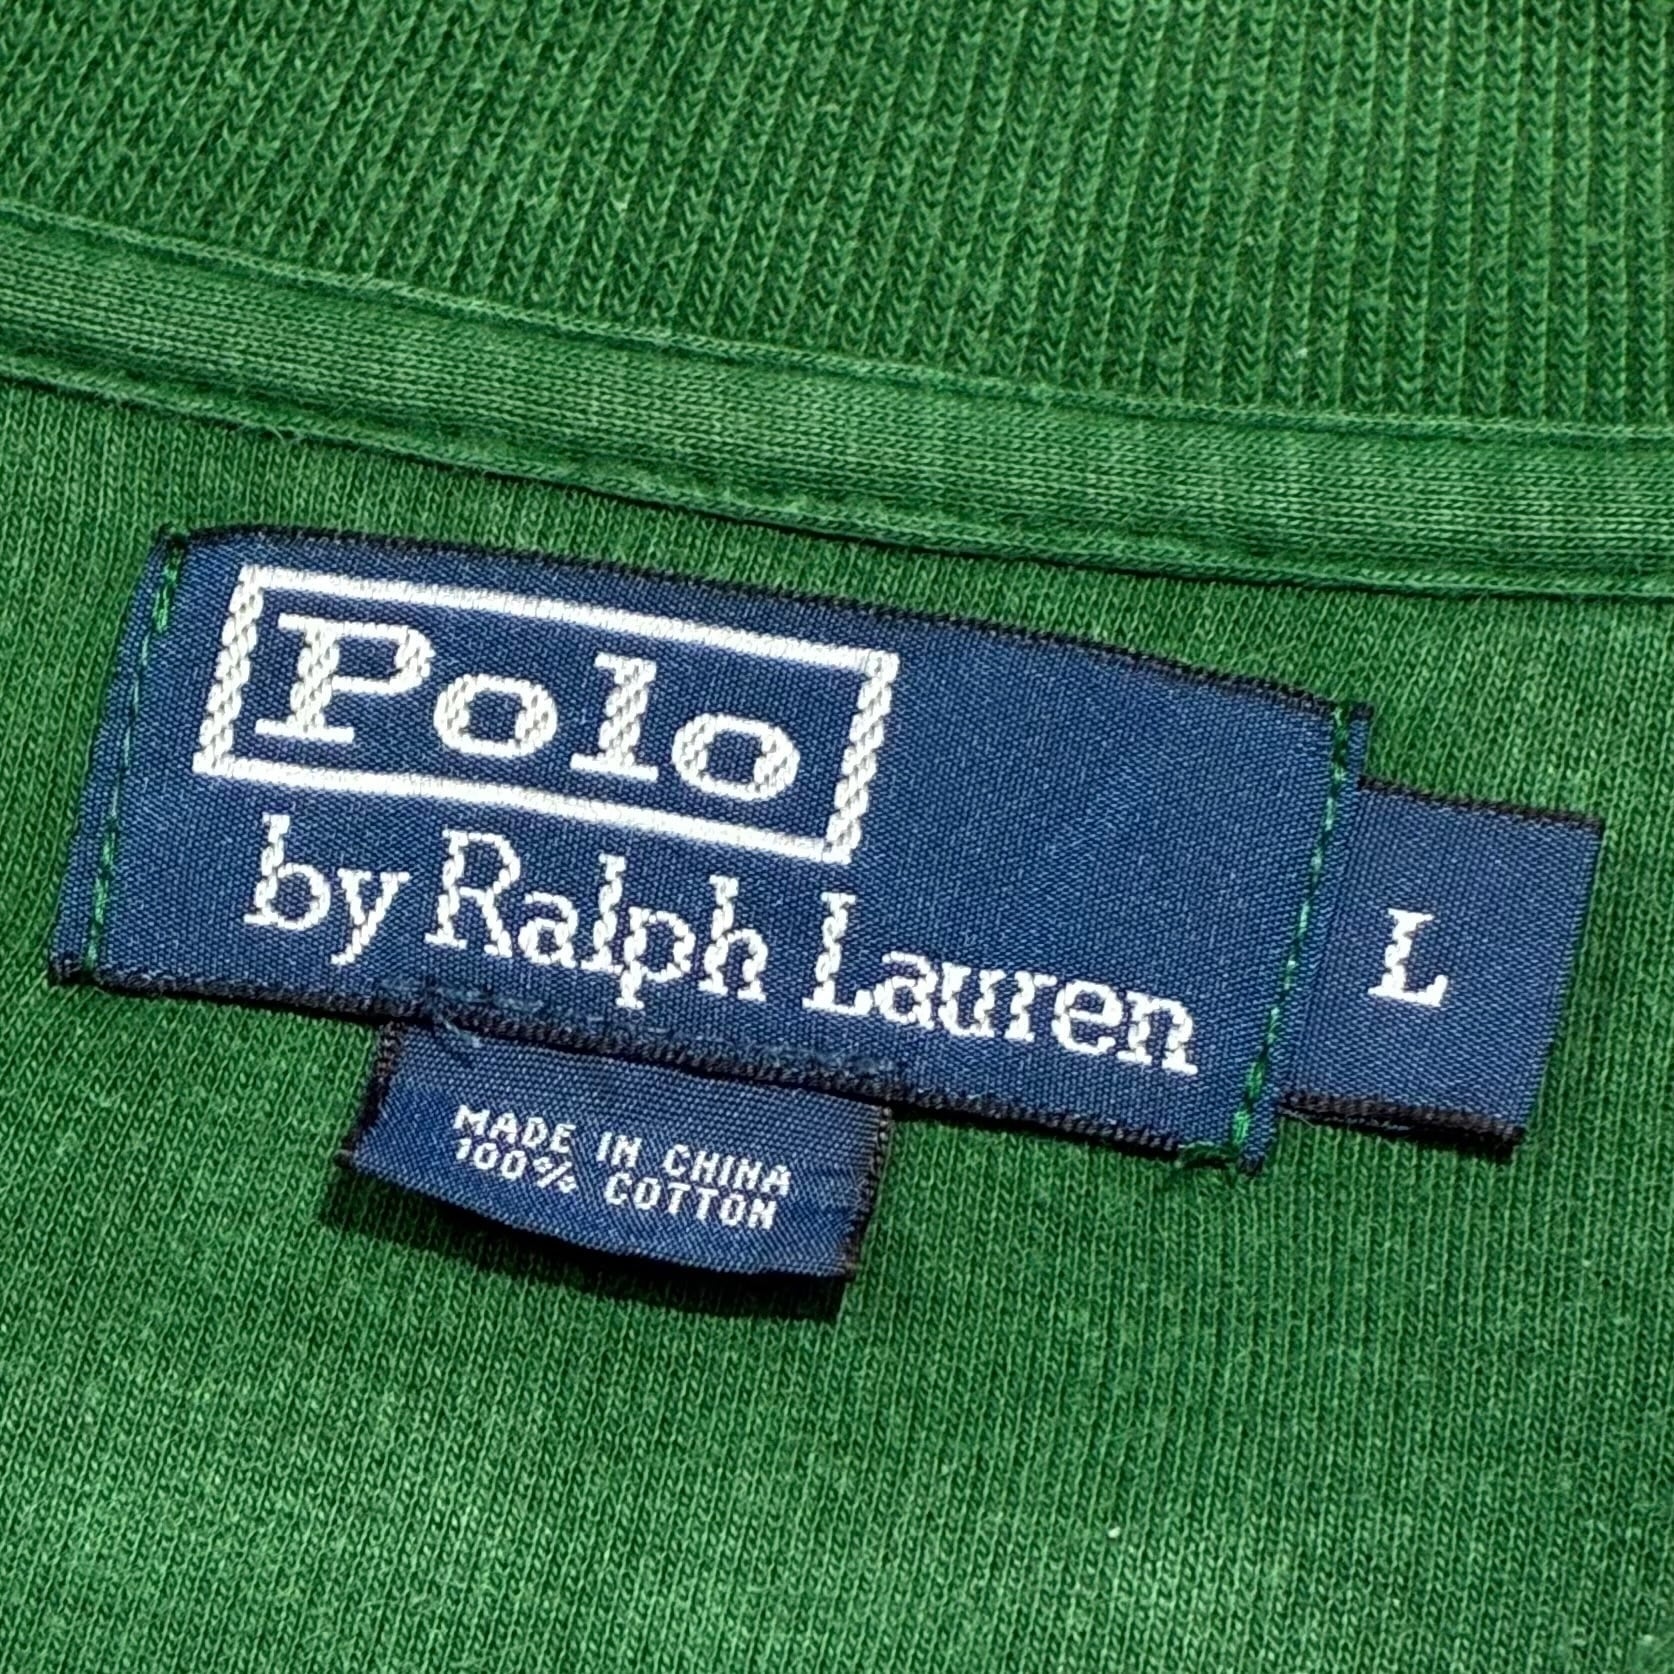 Polo
by Ralph Lauren
L
MADE IN CHINA
100% COTTON